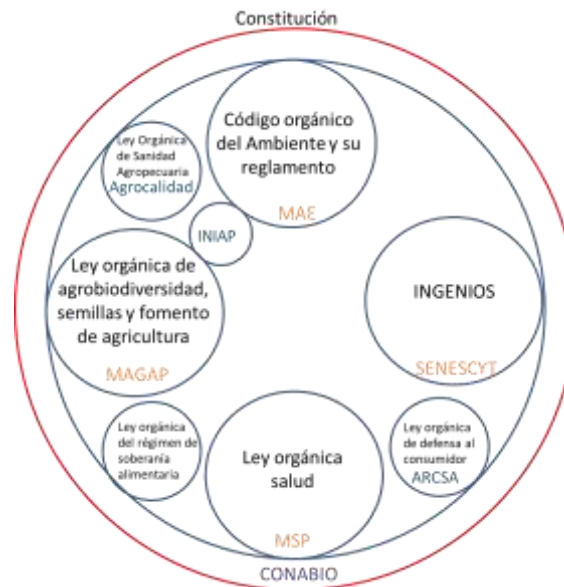 Constitución
Código orgánico
del Ambiente y su
reglamento
MAE
Ley Orgánica
de Sanidad
Agropecuaria
Agrocalidad
INIAP
Ley orgánica de
agrobiodiversidad,
semillas y fomento
de agricultura
MAGAP
INGENIOS
SENESCYT
Ley orgánica
del régimen de
soberanía
alimentaria
Ley orgánica
salud
MSP
Ley orgánica
de defensa al
consumidor
ARCSA
CONABIO